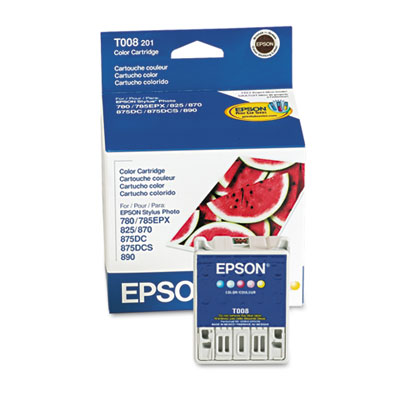 T008 201
Color Cartridge
EPSON
Cartouche couleur
Cartucho color
Cartucho colorido
For / Pour / Para:
EPSON Stylus Photo
780 / 785EPX / 825 / 870
875DC / 875DCS / 890
EPSON
Color Cartridge
Cartouche couleur
Cartucho color
Cartucho colorido
For / Pour / Para:
EPSON Stylus Photo
780/785EPX
825/870
875DC
875DCS
890
EPSON
EPSON
COLOR/COULEUR
T008